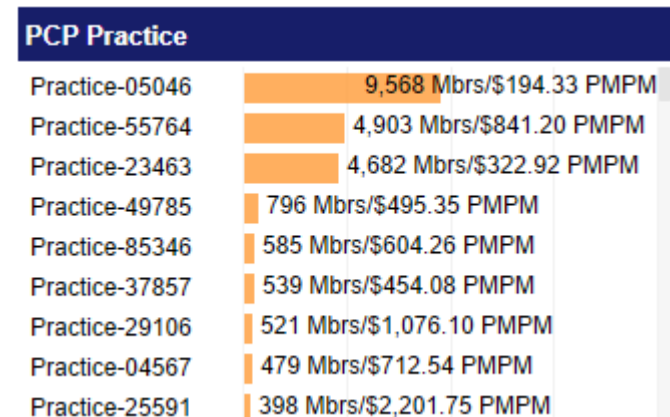 PCP Practice
Practice-05046 9,568 Mbrs/$194.33 PMPM
Practice-55764 4,903 Mbrs/$841.20 PMPM
Practice-23463 4,682 Mbrs/$322.92 PMPM
Practice-49785 796 Mbrs/$495.35 PMPM
Practice-85346 585 Mbrs/$604.26 PMPM
Practice-37857 539 Mbrs/$454.08 PMPM
Practice-29106 521 Mbrs/$1,076.10 PMPM
Practice-04567 479 Mbrs/$712.54 PMPM
Practice-25591 398 Mbrs/$2,201.75 PMPM